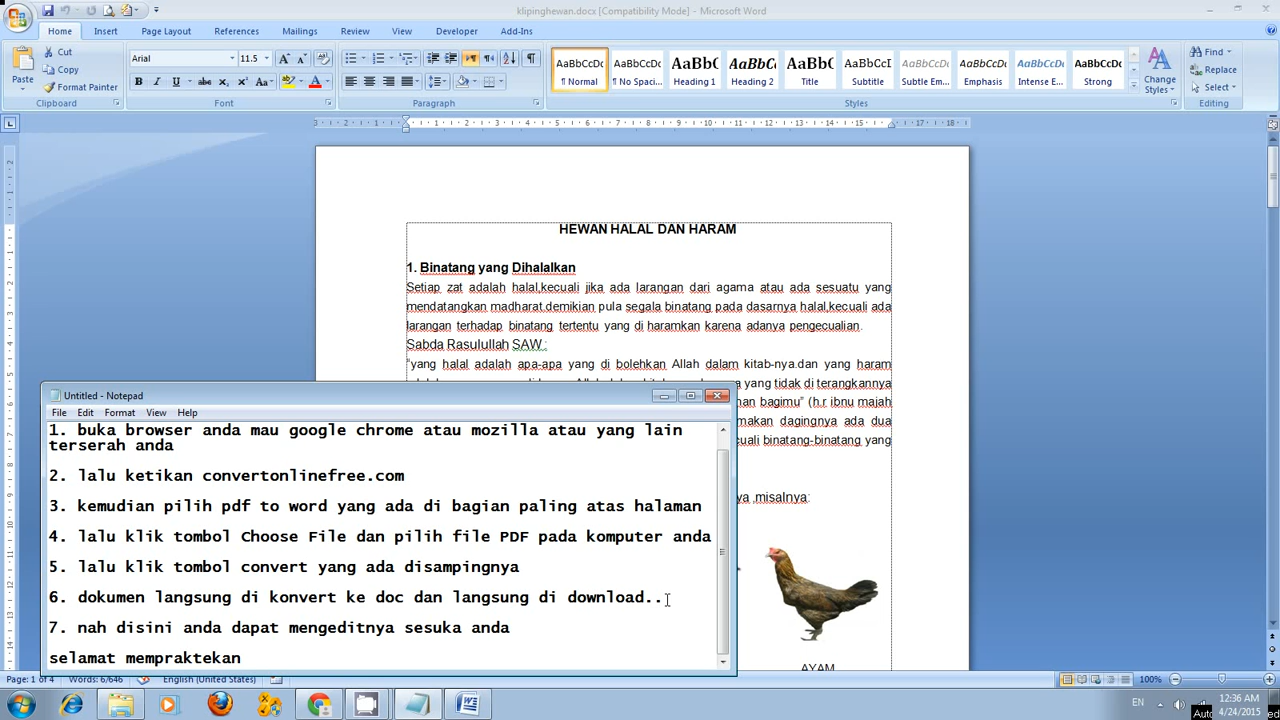 klipinghewan.docx [Compatibility Mode] - Microsoft Word
Home Insert Page Layout References Mailings Review View Developer Add-Ins
Paste
Cut
Copy
Format Painter
Clipboard
Arial 11.5
Font
Paragraph
AaBbCcDc AaBbCcDc AaBbC AaBbCc AaBbC AaBbCcI AaBbCcDc AaBbCcDc AaBbCcDc AaBbCcDc
¶ Normal ¶ No Spaci... Heading 1 Heading 2 Title Subtitle Subtle Em... Emphasis Intense E... Strong
Styles
Change Styles
Find
Replace
Select
Editing
HEWAN HALAL DAN HARAM
1. Binatang yang Dihalalkan
Setiap zat adalah halal,kecuali jika ada larangan dari agama atau ada sesuatu yang
mendatangkan madharat.demikian pula segala binatang pada dasarnya halal,kecuali ada
larangan terhadap binatang tertentu yang di haramkan karena adanya pengecualian.
Sabda Rasulullah SAW :
"yang halal adalah apa-apa yang di bolehkan Allah dalam kitab-nya.dan yang haram
yang tidak di terangkannya
bagimu" (h.r ibnu majah
makan dagingnya ada dua
binatang-binatang yang
,misalnya:
AYAM
Untitled - Notepad
File Edit Format View Help
1. buka browser anda mau google chrome atau mozilla atau yang lain
terserah anda
2. lalu ketikan convertonlinefree.com
3. kemudian pilih pdf to word yang ada di bagian paling atas halaman
4. lalu klik tombol Choose File dan pilih file PDF pada komputer anda
5. lalu klik tombol convert yang ada disampingnya
6. dokumen langsung di konvert ke doc dan langsung di download..
7. nah disini anda dapat mengeditnya sesuka anda
selamat mempraktekan
Page: 1 of 4 Words: 6/646 English (United States) 100%
EN 12:36 AM
4/24/2015